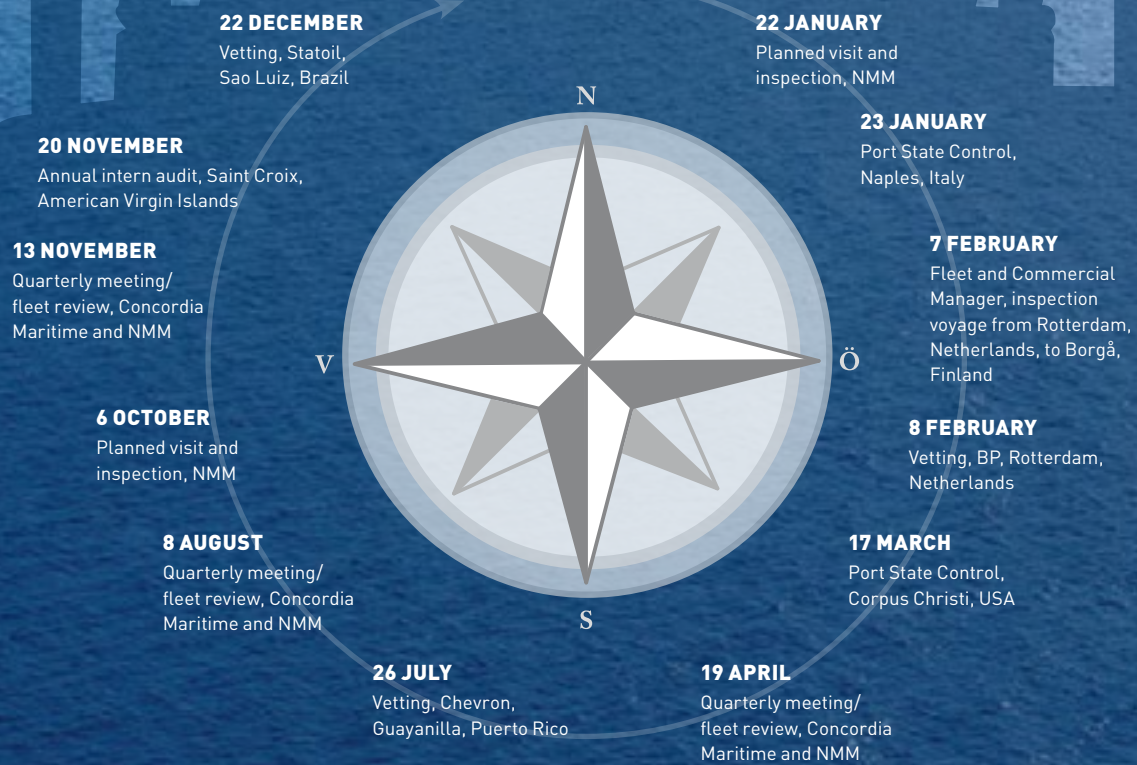 22 DECEMBER
Vetting, Statoil,
Sao Luiz, Brazil
22 JANUARY
Planned visit and
inspection, NMM
23 JANUARY
Port State Control,
Naples, Italy
7 FEBRUARY
Fleet and Commercial
Manager, inspection
voyage from Rotterdam,
Netherlands, to Borgå,
Finland
8 FEBRUARY
Vetting, BP, Rotterdam,
Netherlands
17 MARCH
Port State Control,
Corpus Christi, USA
19 APRIL
Quarterly meeting/
fleet review, Concordia
Maritime and NMM
26 JULY
Vetting, Chevron,
Guayanilla, Puerto Rico
8 AUGUST
Quarterly meeting/
fleet review, Concordia
Maritime and NMM
6 OCTOBER
Planned visit and
inspection, NMM
13 NOVEMBER
Quarterly meeting/
fleet review, Concordia
Maritime and NMM
20 NOVEMBER
Annual intern audit, Saint Croix,
American Virgin Islands
N
V
Ö
S